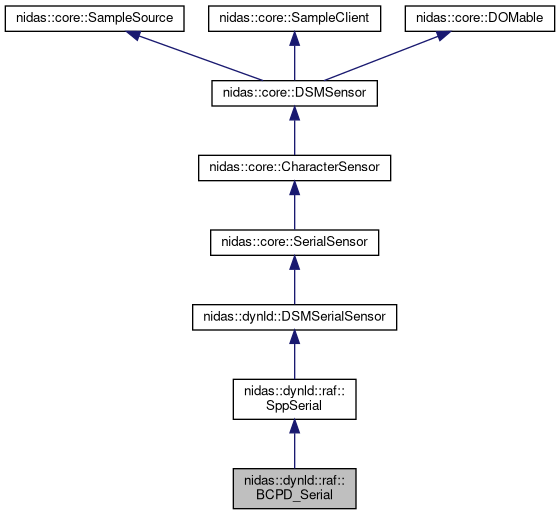 nidas::core::SampleSource
nidas::core::SampleClient
nidas::core::DOMable
nidas::core::DSMSensor
nidas::core::CharacterSensor
nidas::core::SerialSensor
nidas::dynld::DSMSerialSensor
nidas::dynld::raf::
SppSerial
nidas::dynld::raf::
BCPD_Serial